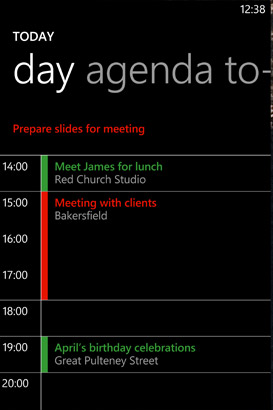 12:38
TODAY
day agenda to-
Prepare slides for meeting
14:00 Meet James for lunch
Red Church Studio
15:00 Meeting with clients
Bakersfield
16:00
17:00
18:00
19:00 April's birthday celebrations
Great Pulteney Street
20:00